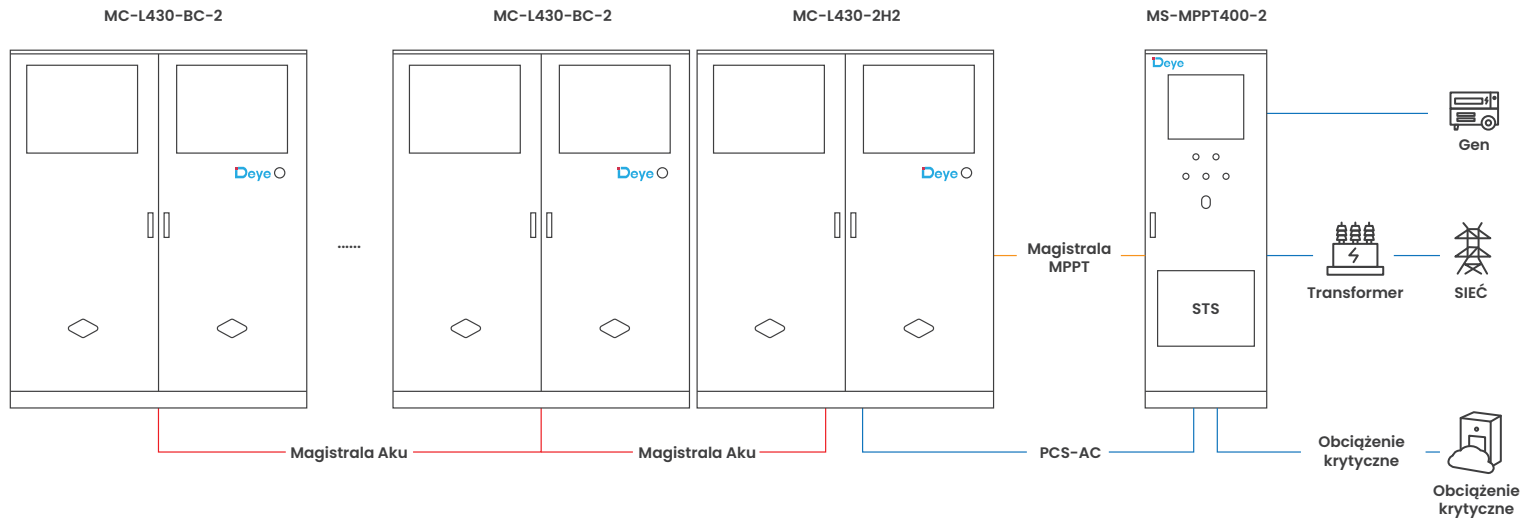 MC-L430-BC-2
MC-L430-BC-2
MC-L430-2H2
MS-MPPT400-2
Deye
Deye
Deye
Deye
Gen
......
Magistrala
MPPT
Transformer
SIEĆ
STS
Magistrala Aku
Magistrala Aku
PCS-AC
Obciążenie
krytyczne
Obciążenie
krytyczne